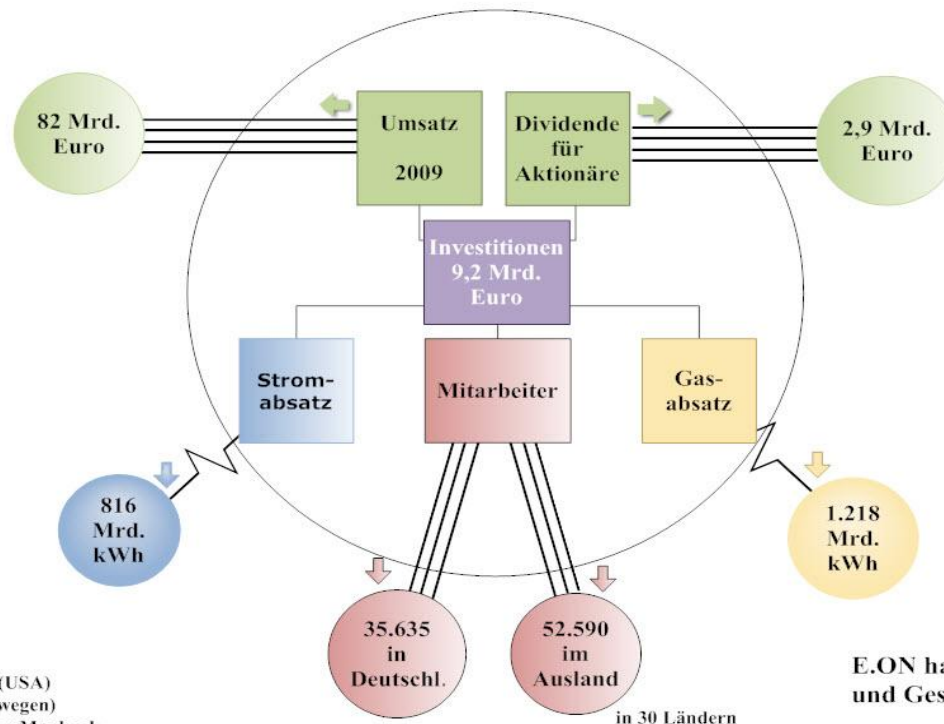 82 Mrd.
Euro
Umsatz
2009
Dividende
für
Aktionäre
2,9 Mrd.
Euro
Investitionen
9,2 Mrd.
Euro
Strom-
absatz
Mitarbeiter
Gas-
absatz
816
Mrd.
kWh
1.218
Mrd.
kWh
35.635
in
Deutschl.
52.590
im
Ausland
in 30 Ländern
(USA)
E.ON
und